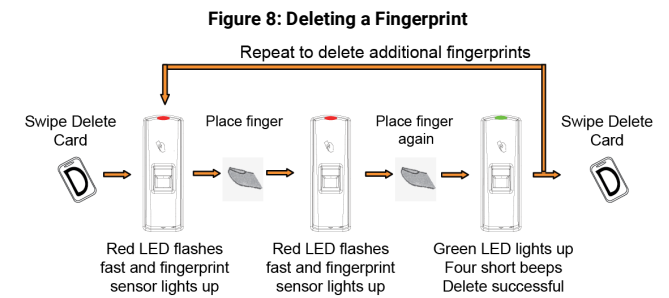 Figure 8: Deleting a Fingerprint
Repeat to delete additional fingerprints
Swipe Delete
Card
Place finger
Place finger
again
Swipe Delete
Card
D
D
Red LED flashes
fast and fingerprint
sensor lights up
Red LED flashes
fast and fingerprint
sensor lights up
Green LED lights up
Four short beeps
Delete successful